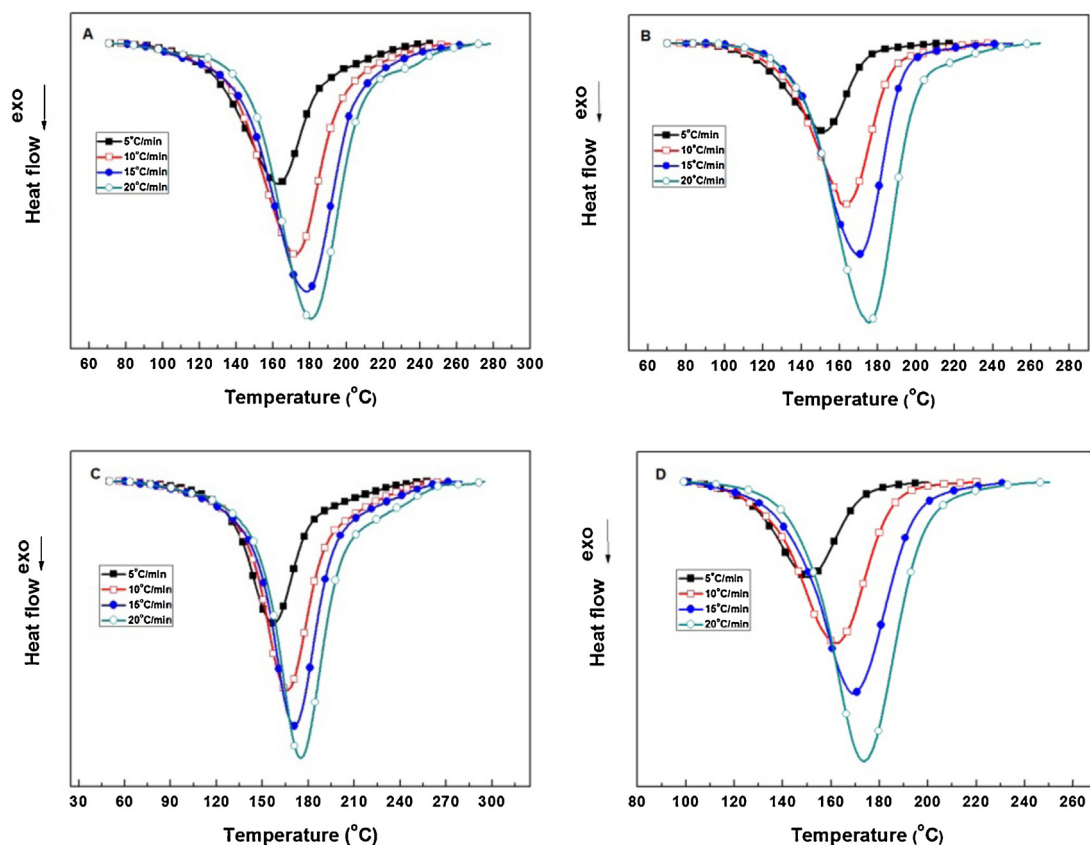 A
exo
Heat flow
5°C/min
10°C/min
15°C/min
20°C/min
60 80 100 120 140 160 180 200 220 240 260 280 300
Temperature (°C)
B
exo
Heat flow
5°C/min
10°C/min
15°C/min
20°C/min
60 80 100 120 140 160 180 200 220 240 260 280
Temperature (°C)
C
exo
Heat flow
5°C/min
10°C/min
15°C/min
20°C/min
30 60 90 120 150 180 210 240 270 300
Temperature (°C)
D
exo
Heat flow
5°C/min
10°C/min
15°C/min
20°C/min
80 100 120 140 160 180 200 220 240 260
Temperature (°C)